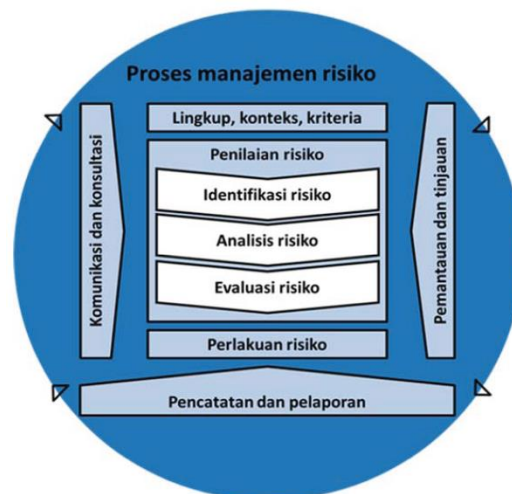 Proses manajemen risiko
Lingkup, konteks, kriteria
Komunikasi dan konsultasi
Penilaian risiko
Identifikasi risiko
Analisis risiko
Evaluasi risiko
Pemantauan dan tinjauan
Perlakuan risiko
Pencatatan dan pelaporan